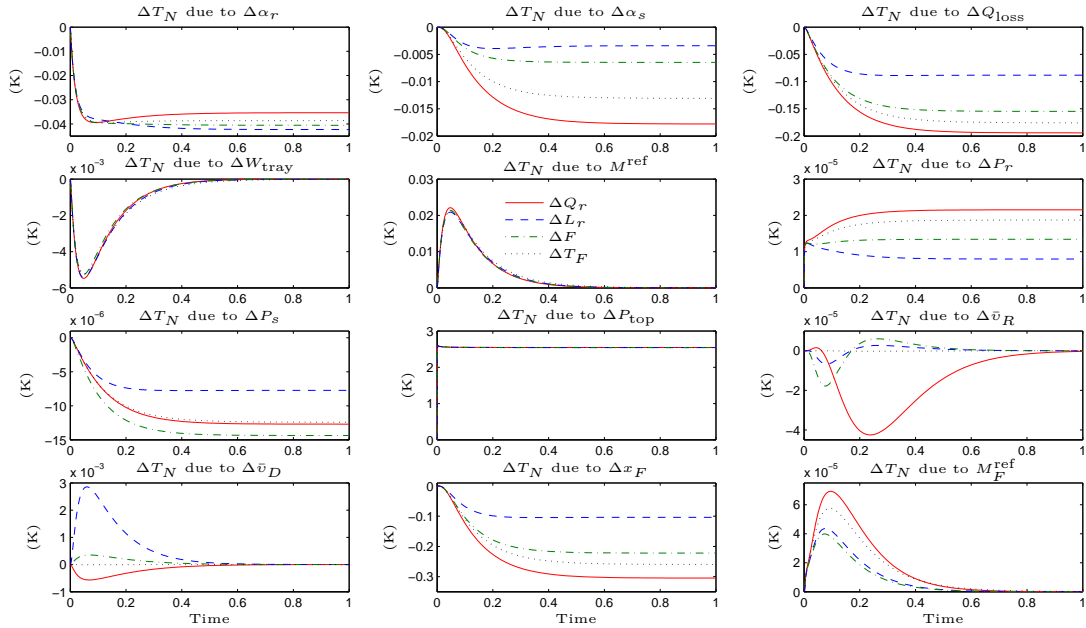 ΔT_N due to Δα_r
ΔT_N due to Δα_s
ΔT_N due to ΔQ_loss
(K)
0
−0.01
−0.02
−0.03
−0.04
0 0.2 0.4 0.6 0.8 1
(K)
0
−0.005
−0.01
−0.015
−0.02
0 0.2 0.4 0.6 0.8 1
(K)
0
−0.05
−0.1
−0.15
−0.2
0 0.2 0.4 0.6 0.8 1
x 10^−3
ΔT_N due to ΔW_tray
ΔT_N due to M^ref
x 10^−5
ΔT_N due to ΔP_r
(K)
0
−2
−4
−6
0 0.2 0.4 0.6 0.8 1
(K)
0.03
0.02
0.01
0
0 0.2 0.4 0.6 0.8 1
ΔQ_r
ΔL_r
ΔF
ΔT_F
(K)
3
2
1
0
0 0.2 0.4 0.6 0.8 1
x 10^−6
ΔT_N due to ΔP_s
ΔT_N due to ΔP_top
x 10^−5
ΔT_N due to Δv̄_R
(K)
0
−5
−10
−15
0 0.2 0.4 0.6 0.8 1
(K)
3
2
1
0
0 0.2 0.4 0.6 0.8 1
(K)
0
−2
−4
0 0.2 0.4 0.6 0.8 1
x 10^−3
ΔT_N due to Δv̄_D
ΔT_N due to Δx_F
x 10^−5
ΔT_N due to M_F^ref
(K)
3
2
1
0
−1
0 0.2 0.4 0.6 0.8 1
Time
(K)
0
−0.1
−0.2
−0.3
0 0.2 0.4 0.6 0.8 1
Time
(K)
6
4
2
0
0 0.2 0.4 0.6 0.8 1
Time